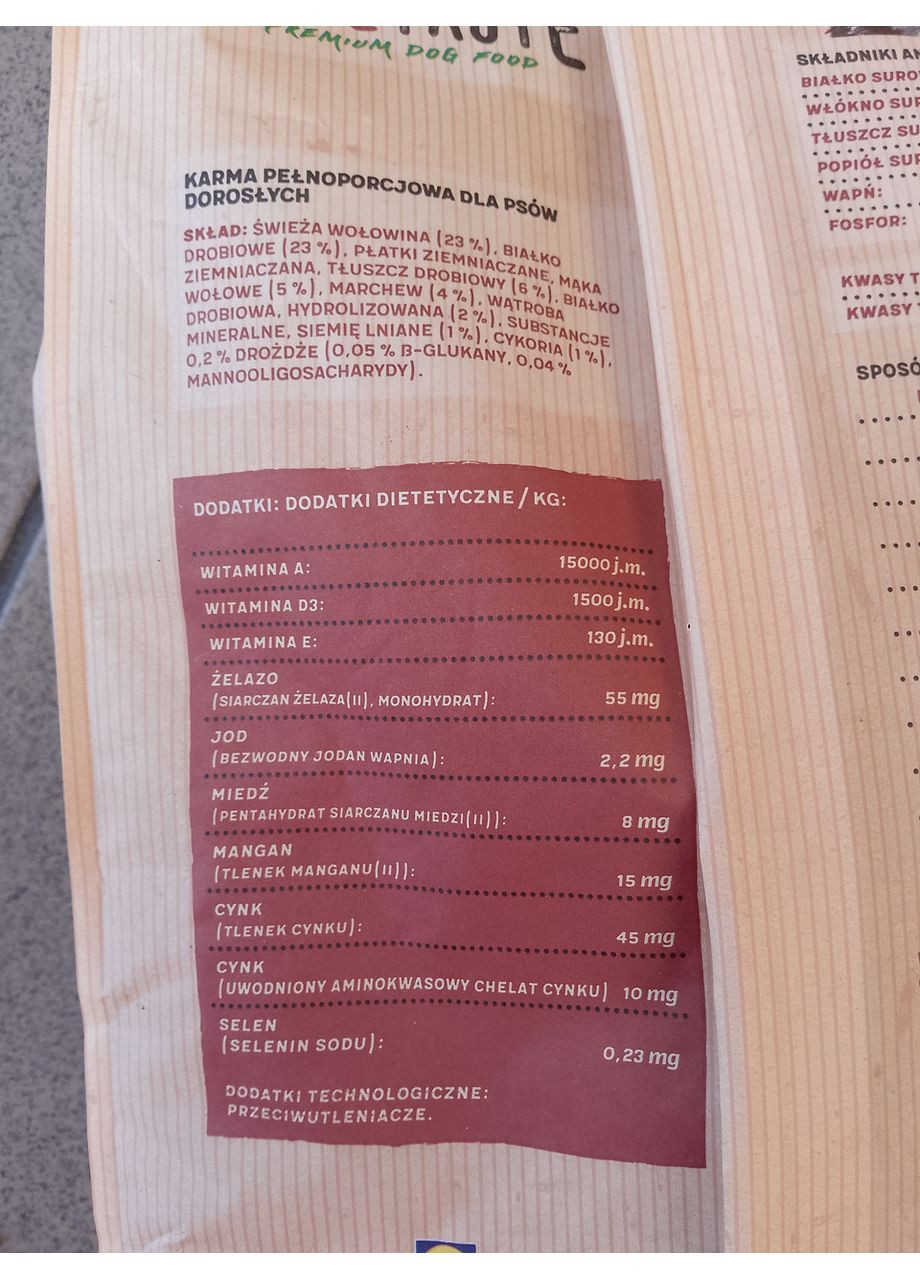 PREMIUM DOG FOOD
KARMA PEŁNOPORCJOWA DLA PSÓW
DOROSŁYCH
SKŁAD: ŚWIEŻA WOŁOWINA (23 %), BIAŁKO
DROBIOWE (23 %), PŁATKI ZIEMNIACZANE, MĄKA
ZIEMNIACZANA, TŁUSZCZ DROBIOWY (6 %), BIAŁKO
WOŁOWE (5 %), MARCHEW (4 %), WĄTROBA
DROBIOWA, HYDROLIZOWANA (2 %), SUBSTANCJE
MINERALNE, SIEMIĘ LNIANE (1 %), CYKORIA (1 %),
0,2 % DROŻDŻE (0,05 % ß-GLUKANY, 0,04 %
MANNOOLIGOSACHARYDY).
DODATKI: DODATKI DIETETYCZNE / KG:
WITAMINA A: 15000 j.m.
WITAMINA D3: 1500 j.m.
WITAMINA E: 130 j.m.
ŻELAZO
(SIARCZAN ŻELAZA(II), MONOHYDRAT): 55 mg
JOD
(BEZWODNY JODAN WAPNIA): 2,2 mg
MIEDŹ
(PENTAHYDRAT SIARCZANU MIEDZI(II)): 8 mg
MANGAN
(TLENEK MANGANU(II)): 15 mg
CYNK
(TLENEK CYNKU): 45 mg
CYNK
(UWODNIONY AMINOKWASOWY CHELAT CYNKU) 10 mg
SELEN
(SELENIN SODU): 0,23 mg
DODATKI TECHNOLOGICZNE:
PRZECIWUTLENIACZE.
SKŁADNIKI
BIAŁKO
WŁÓKNO
TŁUSZCZ
POPIÓŁ
WAPŃ:
FOSFOR:
KWASY
KWASY